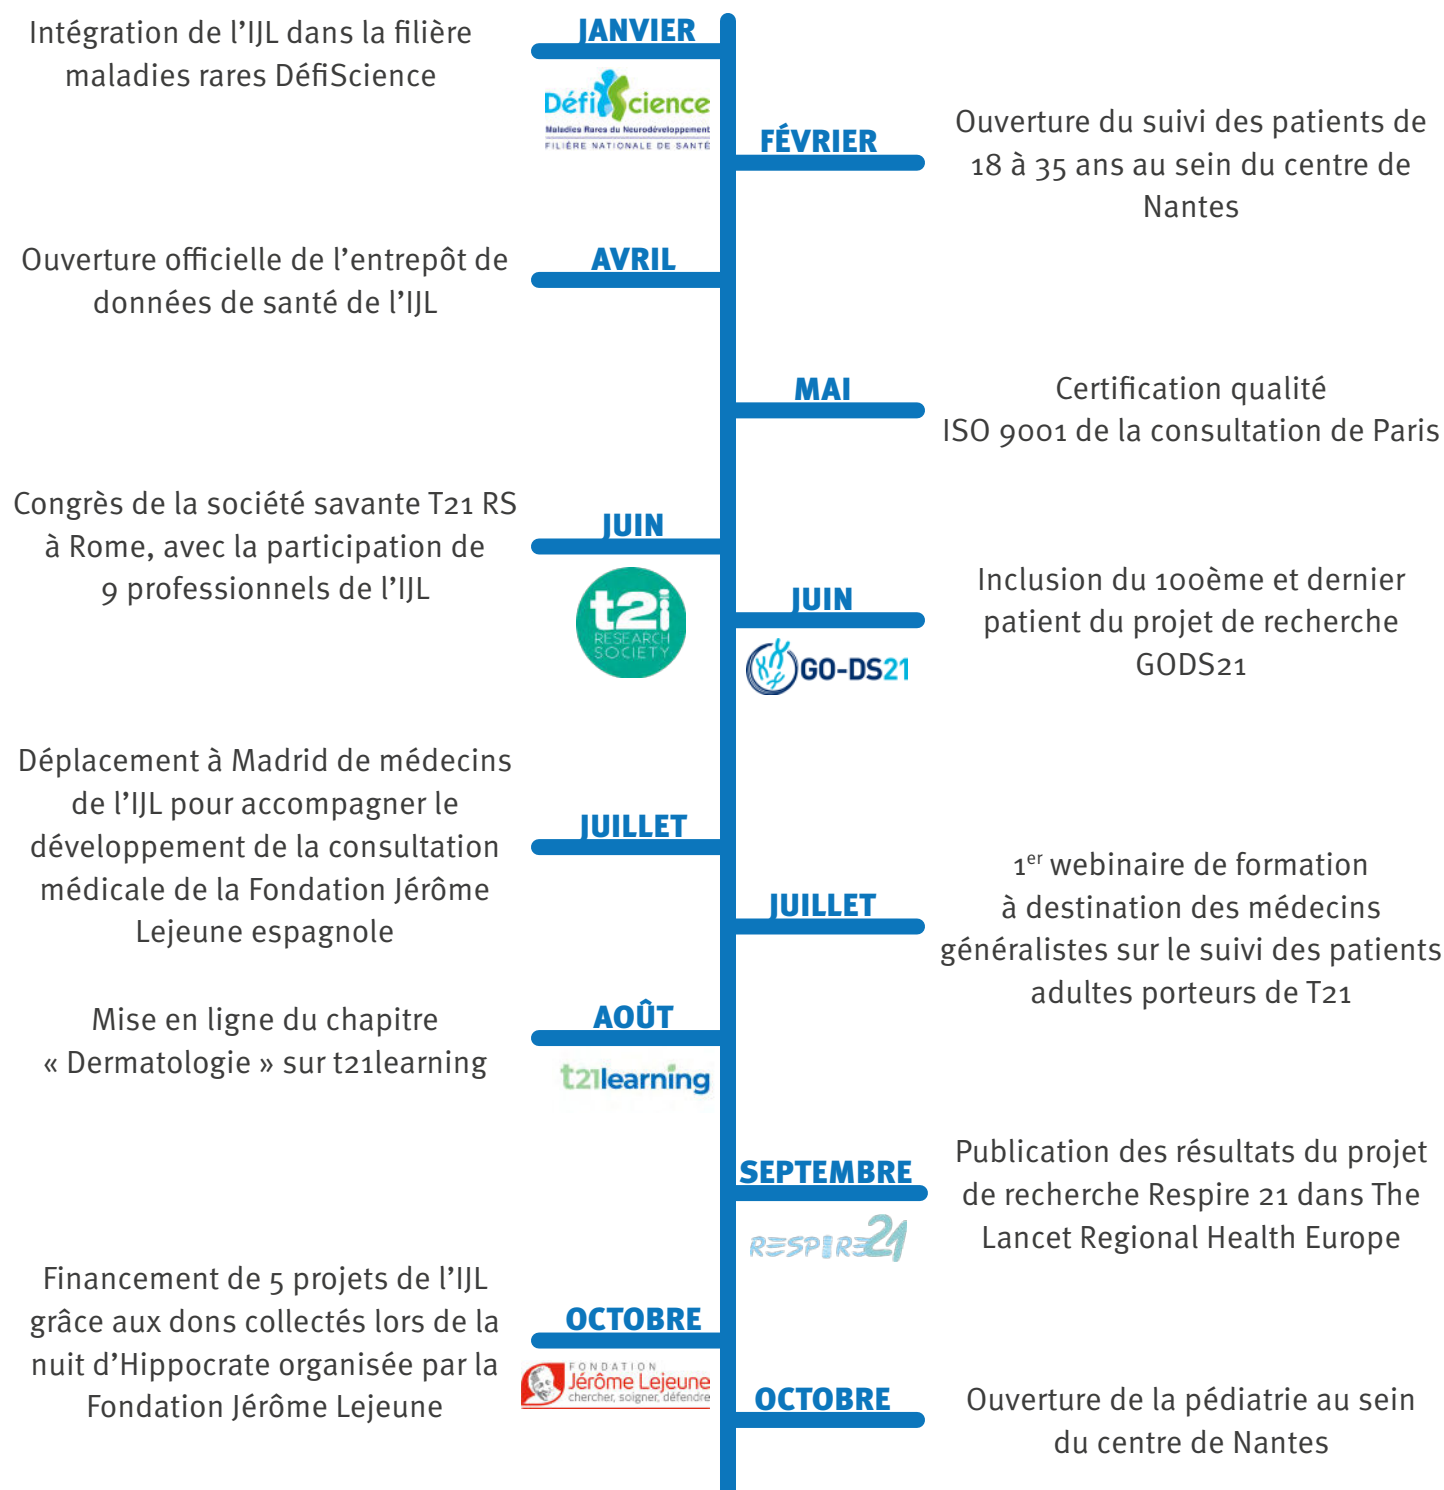 Intégration de l’IJL dans la filière
maladies rares DéfiScience
JANVIER
Défi Science
Maladies Rares du Neurodéveloppement
FILIÈRE NATIONALE DE SANTÉ
FÉVRIER
Ouverture du suivi des patients de
18 à 35 ans au sein du centre de
Nantes
Ouverture officielle de l’entrepôt de
données de santé de l’IJL
AVRIL
MAI
Certification qualité
ISO 9001 de la consultation de Paris
Congrès de la société savante T21 RS
à Rome, avec la participation de
9 professionnels de l’IJL
JUIN
t21
RESEARCH
SOCIETY
JUIN
GO-DS21
Inclusion du 100ème et dernier
patient du projet de recherche
GODS21
Déplacement à Madrid de médecins
de l’IJL pour accompagner le
développement de la consultation
médicale de la Fondation Jérôme
Lejeune espagnole
JUILLET
JUILLET
1er webinaire de formation
à destination des médecins
généralistes sur le suivi des patients
adultes porteurs de T21
Mise en ligne du chapitre
« Dermatologie » sur t21learning
AOÛT
t21learning
SEPTEMBRE
RESPIRE21
Publication des résultats du projet
de recherche Respire 21 dans The
Lancet Regional Health Europe
Financement de 5 projets de l’IJL
grâce aux dons collectés lors de la
nuit d’Hippocrate organisée par la
Fondation Jérôme Lejeune
OCTOBRE
FONDATION
Jérôme Lejeune
chercher, soigner, défendre
OCTOBRE
Ouverture de la pédiatrie au sein
du centre de Nantes